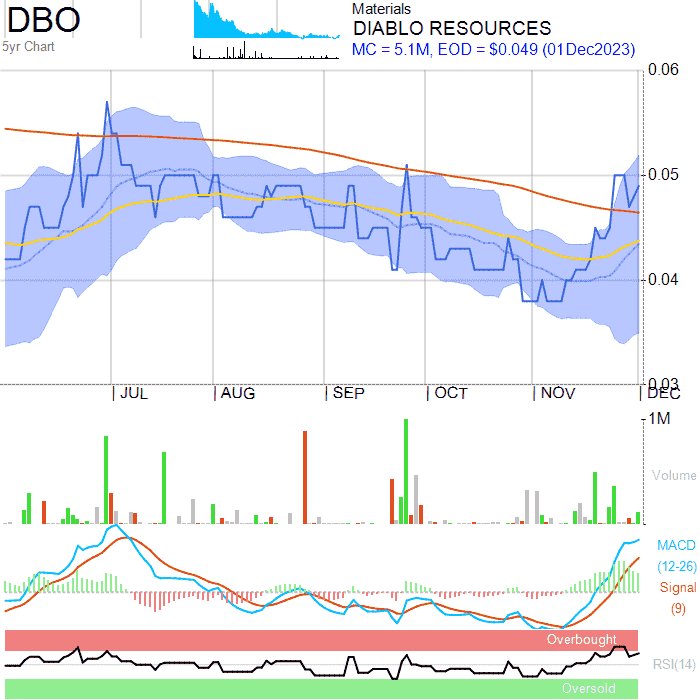 DBO
5yr Chart
Materials
DIABLO RESOURCES
MC = 5.1M, EOD = $0.049 (01Dec2023)
0.06
0.05
0.04
0.03
JUL AUG SEP OCT NOV DEC
1M
Volume
MACD
(12-26)
Signal
(9)
Overbought
RSI(14)
Oversold